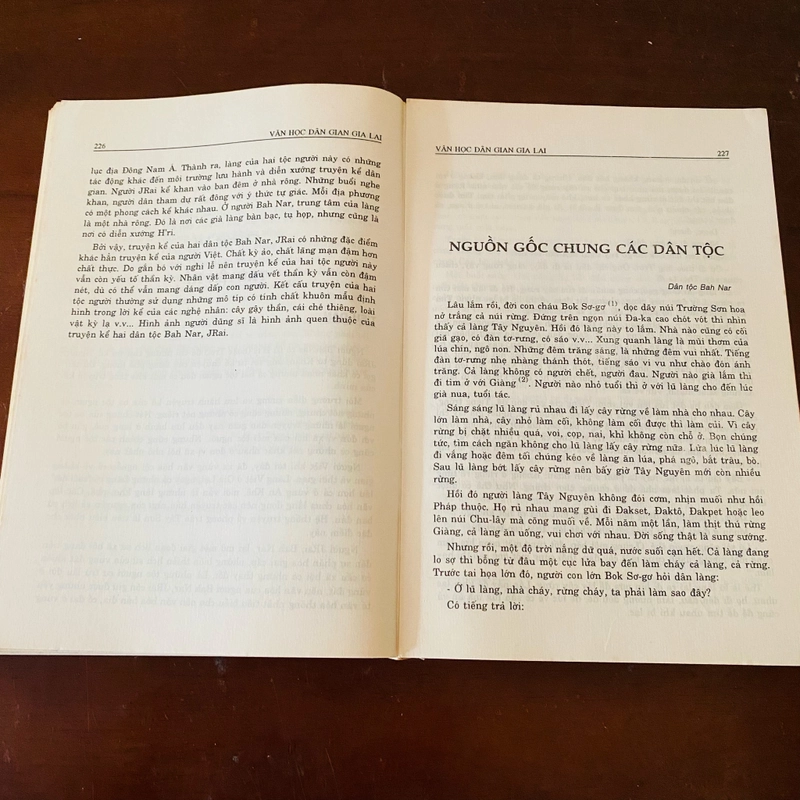 226
VĂN HỌC DÂN GIAN GIA LAI
lục địa Đông Nam Á. Thành ra, làng của hai tộc người này có những
tác động khác đến môi trường lưu hành và diễn xướng truyện kể dân
gian. Người JRai kể khan vào ban đêm ở nhà rông. Những buổi nghe
khan, người dân tham dự rất đông với ý thức tự giác. Mỗi địa phương
có một phong cách kể khác nhau. Ở người Bah Nar, trung tâm của làng
là một nhà rông. Đó là nơi các già làng bàn bạc, tụ họp, nhưng cũng là
nơi có diễn xướng H'ri.
Bởi vậy, truyện kể của hai dân tộc Bah Nar, JRai có những đặc điểm
khác hẳn truyện kể của người Việt. Chất kỳ ảo, chất lãng mạn đậm hơn
chất thực. Do gắn bó với nghi lễ nên truyện kể của hai tộc người này
vẫn còn yếu tố thần kỳ. Nhân vật mang dấu vết thần kỳ vẫn còn đậm
nét, dù có thể vẫn mang dáng dấp con người. Kết cấu truyện của hai
tộc người thường sử dụng những mô típ có tính chất khuôn mẫu định
hình trong lời kể của các nghệ nhân: cây gậy thần, cái ché thiêng, loài
vật kỳ lạ v.v... Hình ảnh người dũng sĩ là hình ảnh quen thuộc của
truyện kể hai dân tộc Bah Nar, JRai.
VĂN HỌC DÂN GIAN GIA LAI
227
NGUỒN GỐC CHUNG CÁC DÂN TỘC
Dân tộc Bah Nar
Lâu lắm rồi, đời con cháu Bok Sơ-gơ (1), dọc dãy núi Trường Sơn hoa
nở trắng cả núi rừng. Đứng trên ngọn núi Đa-ka cao chót vót thì nhìn
thấy cả làng Tây Nguyên. Hồi đó làng này to lắm. Nhà nào cũng có cối
giã gạo, có đàn tơ-rưng, có sáo v.v... Xung quanh làng là mùi thơm của
lúa chín, ngô non. Những đêm trăng sáng, là những đêm vui nhất. Tiếng
đàn tơ-rưng nhẹ nhàng thánh thót, tiếng sáo vi vu như chào đón ánh
trăng. Cả làng không có người chết, người đau. Người nào già lắm thì
đi tìm ở với Giàng (2). Người nào nhỏ tuổi thì ở với lũ làng cho đến lúc
già nua, tuổi tác.
Sáng sáng lũ làng rủ nhau đi lấy cây rừng về làm nhà cho nhau. Cây
lớn làm nhà, cây nhỏ làm cối, không làm cối được thì làm củi. Vì cây
rừng bị chặt nhiều quá, voi, cọp, nai, khỉ không còn chỗ ở. Bọn chúng
tức, tìm cách ngăn không cho lũ làng lấy cây rừng nữa. Lừa lúc lũ làng
đi vắng hoặc đêm tối chúng kéo về làng ăn lúa, phá ngô, bắt trâu, bò.
Sau lũ làng bớt lấy cây rừng nên bấy giờ Tây Nguyên mới còn nhiều
rừng.
Hồi đó người làng Tây Nguyên không đói cơm, nhịn muối như hồi
Pháp thuộc. Họ rủ nhau mang gùi đi Dakset, Đaktô, Đakpet hoặc leo
lên núi Chu-lây mà cõng muối về. Mỗi năm một lần, làm thịt thú rừng
Giàng, cả làng ăn uống, vui chơi với nhau. Đời sống thật là sung sướng.
Nhưng rồi, một độ trời nắng dữ quá, nước suối cạn hết. Cả làng đang
lo sợ thì bỗng từ đâu một cục lửa bay đến làm cháy cả làng, cả rừng.
Trước tai họa lớn đó, người con lớn Bok Sơ-gơ hỏi dân làng:
- Ở lũ làng, nhà cháy, rừng cháy, ta phải làm sao đây?
Có tiếng trả lời: